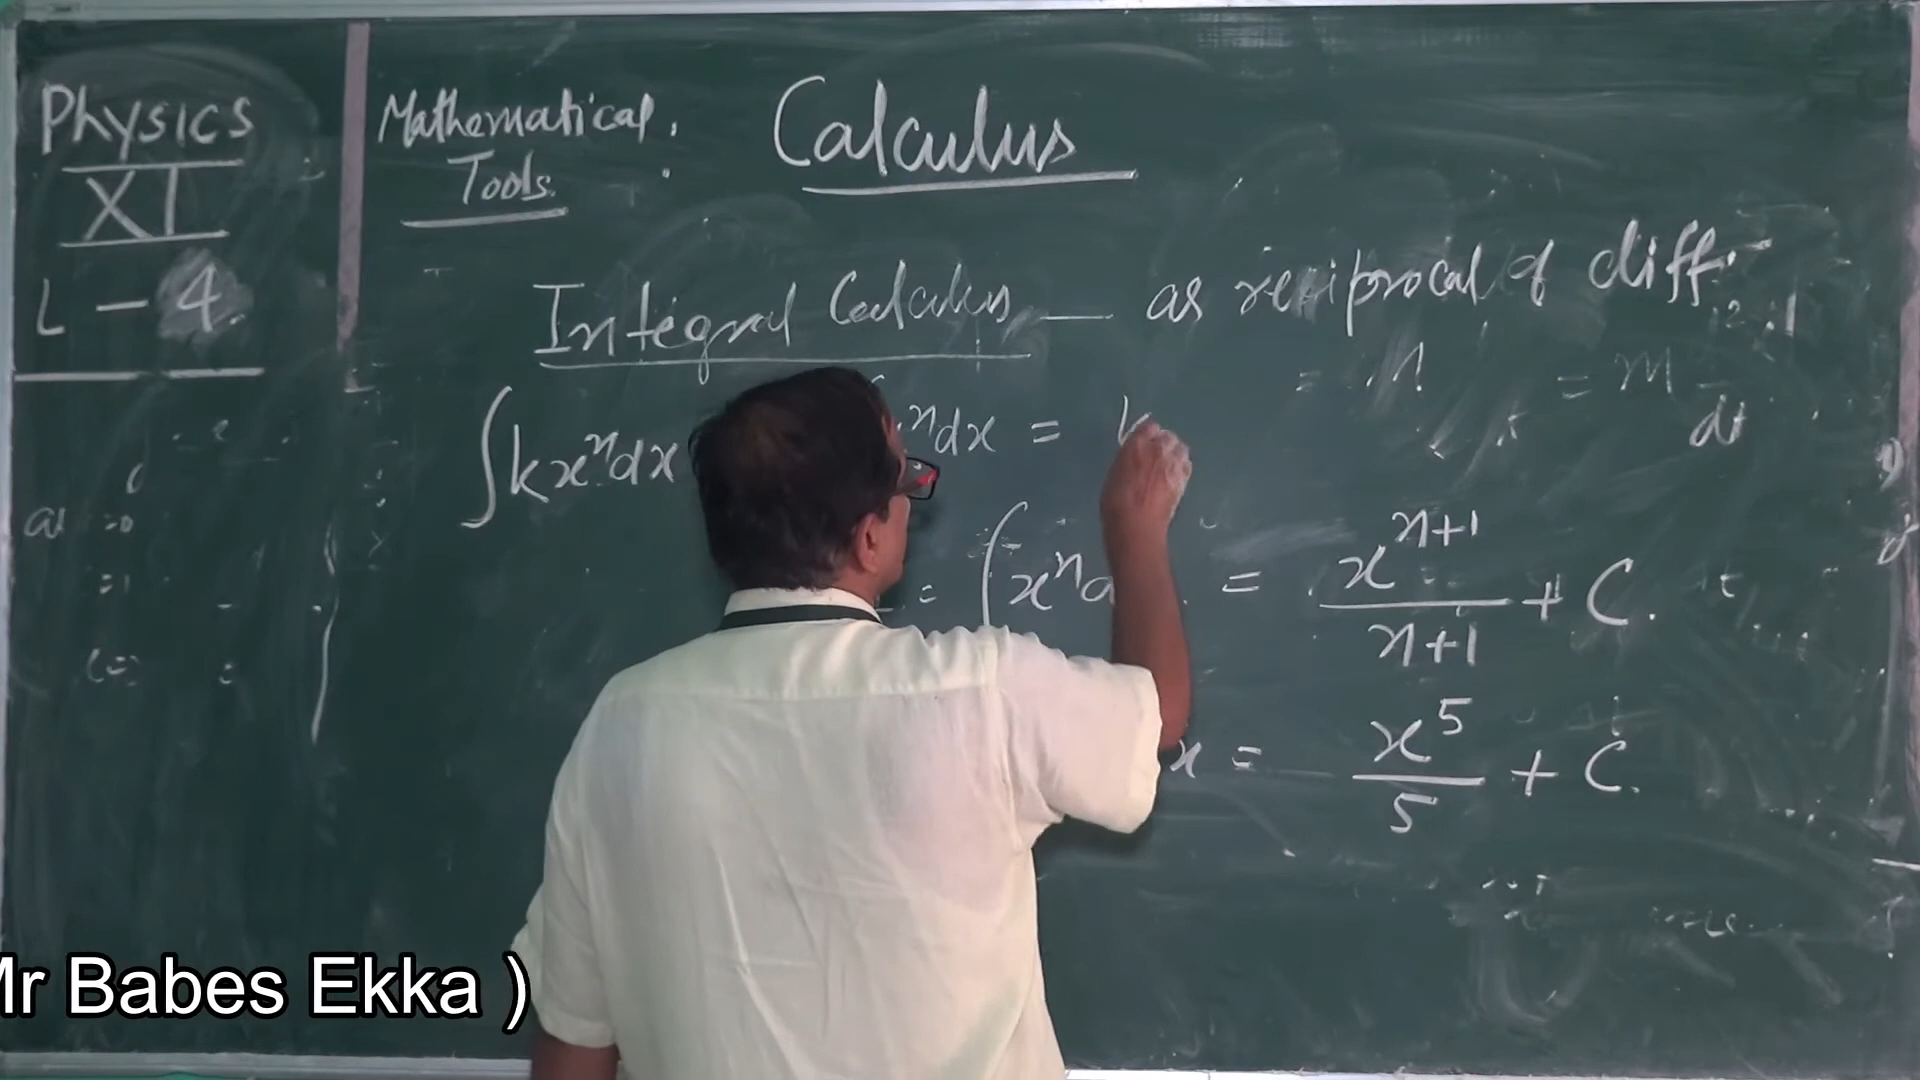 Physics
XI
L - 4.
Mathematical
Tools.
Calculus
Integral Calculus — as reciprocal of diff.
∫kxⁿdx ⁿdx = k
= ∫xⁿd = xⁿ⁺¹/n+1 + C.
x = x⁵/5 + C.
Mr Babes Ekka )